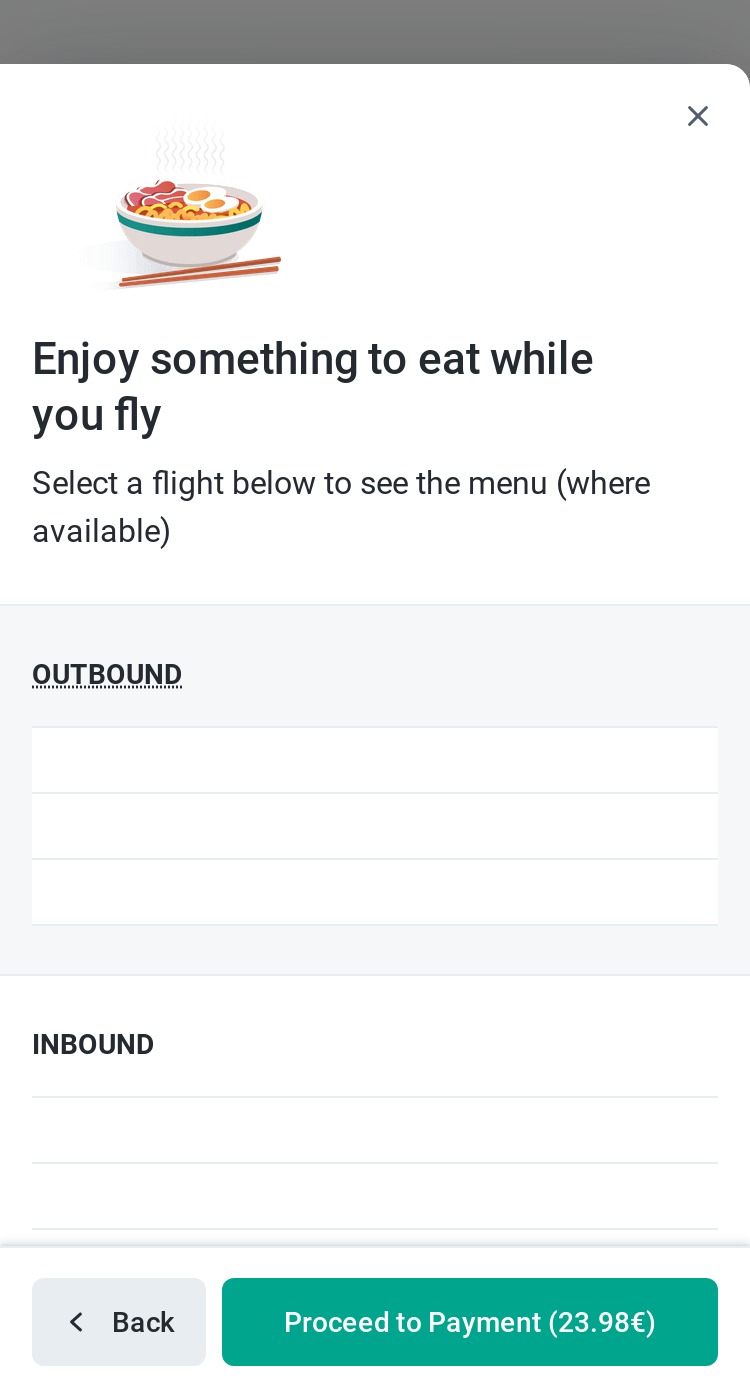 Enjoy something to eat while
you fly
Select a flight below to see the menu (where
available)
OUTBOUND
INBOUND
Back
Proceed to Payment (23.98€)